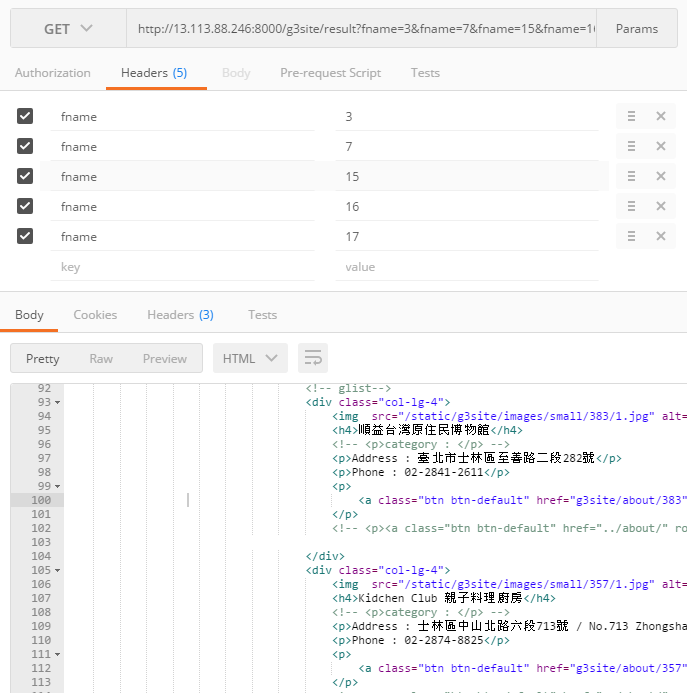 GET http://13.113.88.246:8000/g3site/result?fname=3&fname=7&fname=15&fname=1 Params
Authorization Headers (5) Body Pre-request Script Tests
fname 3
fname 7
fname 15
fname 16
fname 17
key value
Body Cookies Headers (3) Tests
Pretty Raw Preview HTML
92 <!-- glist-->
93 <div class="col-lg-4">
94 <img src="/static/g3site/images/small/383/1.jpg" alt=
95 <h4>順益台灣原住民博物館</h4>
96 <!-- <p>category : </p> -->
97 <p>Address : 臺北市士林區至善路二段282號</p>
98 <p>Phone : 02-2841-2611</p>
99 <p>
100 <a class="btn btn-default" href="g3site/about/383"
101 </p>
102 <!-- <p><a class="btn btn-default" href="../about/" ro
103
104 </div>
105 <div class="col-lg-4">
106 <img src="/static/g3site/images/small/357/1.jpg" alt=
107 <h4>Kidchen Club 親子料理廚房</h4>
108 <!-- <p>category : </p> -->
109 <p>Address : 士林區中山北路六段713號 / No.713 Zhongsha
110 <p>Phone : 02-2874-8825</p>
111 <p>
112 <a class="btn btn-default" href="g3site/about/357"
113 </p>